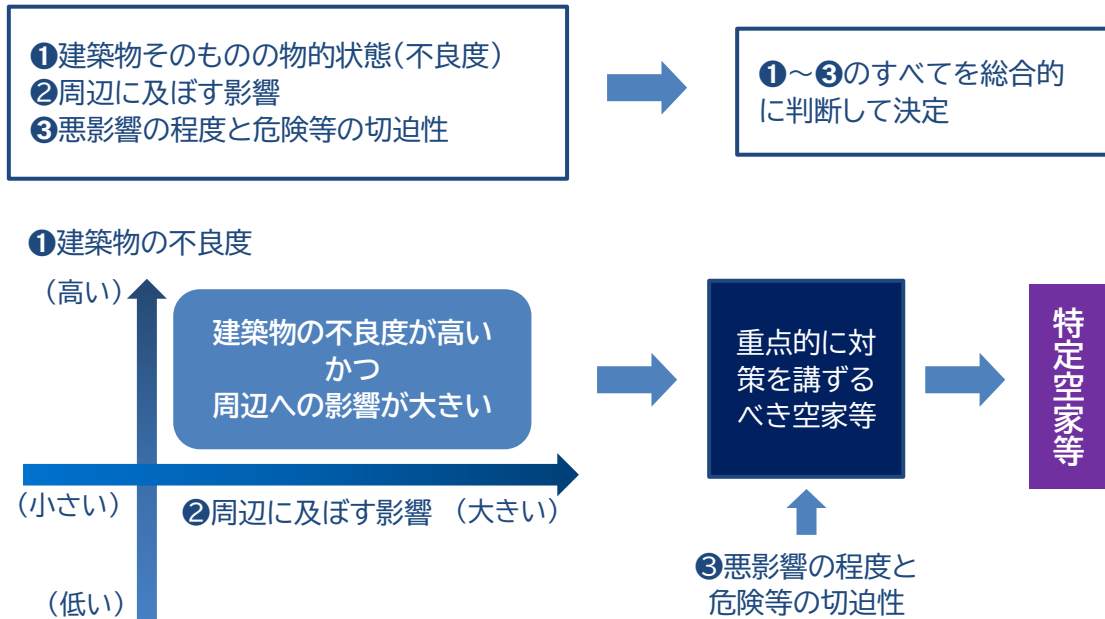 ❶建築物そのものの物的状態（不良度）
❷周辺に及ぼす影響
❸悪影響の程度と危険等の切迫性
❶～❸のすべてを総合的
に判断して決定
❶建築物の不良度
（高い）
建築物の不良度が高い
かつ
周辺への影響が大きい
重点的に対
策を講ずる
べき空家等
特定空家等
（小さい）
❷周辺に及ぼす影響
（大きい）
❸悪影響の程度と
危険等の切迫性
（低い）